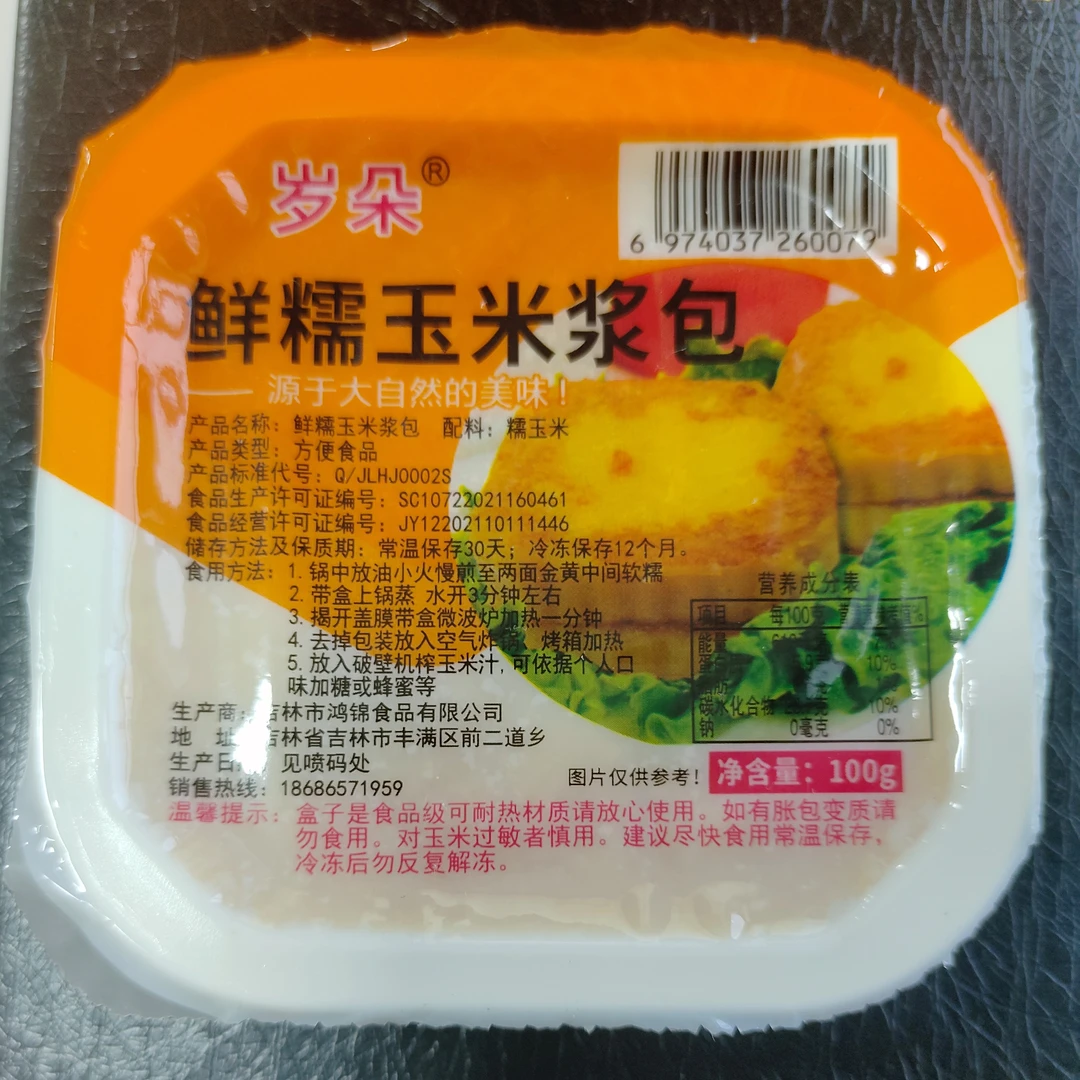 岁朵®
6 974037 260079
鲜糯玉米浆包
—— 源于大自然的美味！
产品名称：鲜糯玉米浆包 配料：糯玉米
产品类型：方便食品
产品标准代号：Q/JLHJ0002S
食品生产许可证编号：SC10722021160461
食品经营许可证编号：JY12202110111446
储存方法及保质期：常温保存30天；冷冻保存12个月。
食用方法：1. 锅中放油小火慢煎至两面金黄中间软糯
2. 带盒上锅蒸 水开3分钟左右
3. 揭开盖膜带盒微波炉加热一分钟
4. 去掉包装放入空气炸锅、烤箱加热
5. 放入破壁机榨玉米汁，可依据个人口
味加糖或蜂蜜等
营养成分表
项目 每100
能量
10%
碳水化合物 10%
钠 0毫克 0%
生产商：吉林市鸿锦食品有限公司
地 址 吉林省吉林市丰满区前二道乡
生产日 见喷码处
销售热线：18686571959
图片仅供参考！
净含量：100g
温馨提示：盒子是食品级可耐热材质请放心使用。如有胀包变质请
勿食用。对玉米过敏者慎用。建议尽快食用常温保存，
冷冻后勿反复解冻。